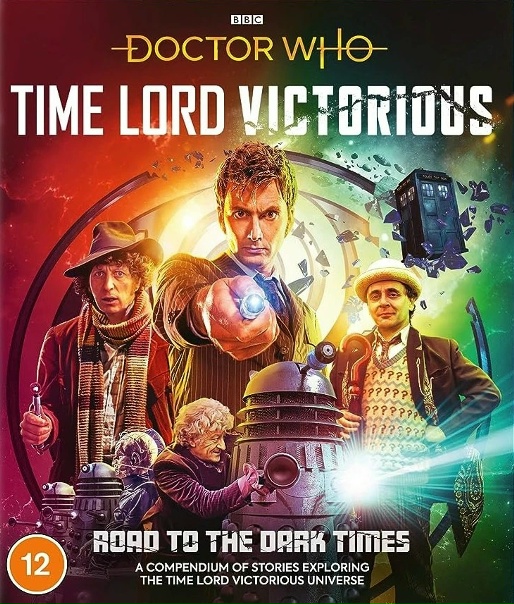 BBC
DOCTOR WHO
TIME LORD VICTORIOUS
ROAD TO THE DARK TIMES
A COMPENDIUM OF STORIES EXPLORING
THE TIME LORD VICTORIOUS UNIVERSE
12